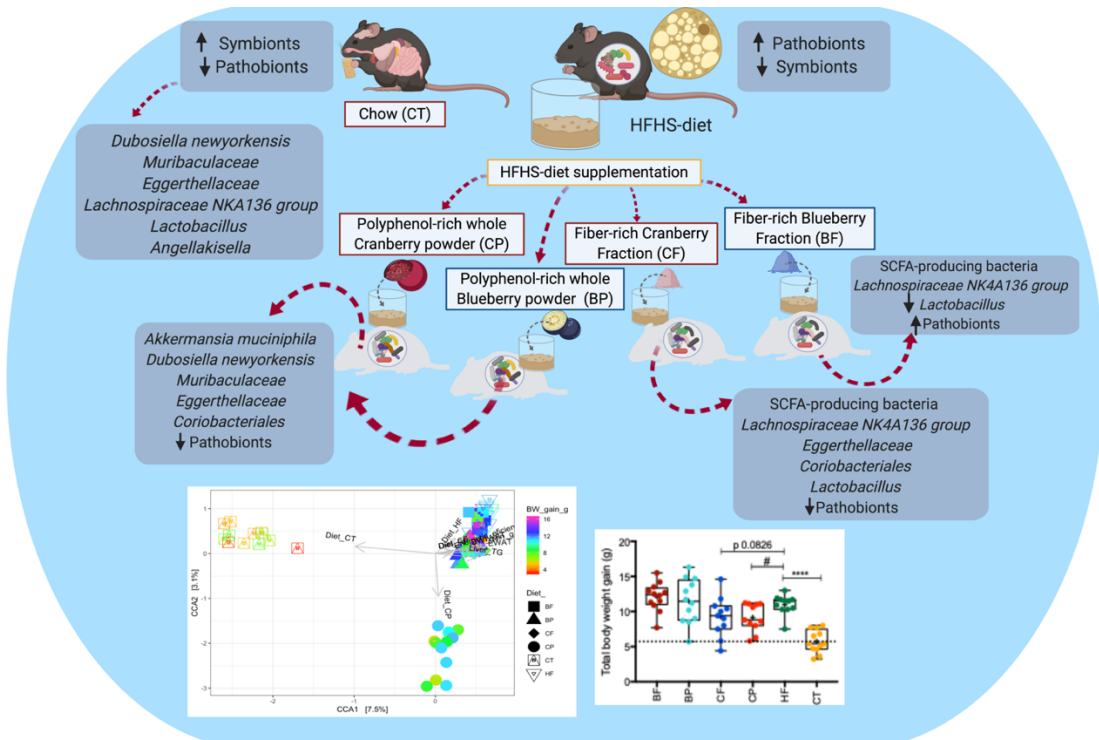 ↑ Symbionts
↓ Pathobionts
Chow (CT)
HFHS-diet
↑ Pathobionts
↓ Symbionts
Dubosiella newyorkensis
Muribaculaceae
Eggerthellaceae
Lachnospiraceae NKA136 group
Lactobacillus
Angellakisella
HFHS-diet supplementation
Polyphenol-rich whole
Cranberry powder (CP)
Polyphenol-rich whole
Blueberry powder (BP)
Fiber-rich Cranberry
Fraction (CF)
Fiber-rich Blueberry
Fraction (BF)
SCFA-producing bacteria
Lachnospiraceae NK4A136 group
↓ Lactobacillus
↑ Pathobionts
Akkermansia muciniphila
Dubosiella newyorkensis
Muribaculaceae
Eggerthellaceae
Coriobacteriales
↓ Pathobionts
SCFA-producing bacteria
Lachnospiraceae NK4A136 group
Eggerthellaceae
Coriobacteriales
Lactobacillus
↓ Pathobionts
CCA2 [3.1%]
1
0
-1
-2
-3
-2
-1
0
CCA1 [7.5%]
Diet_CT
Diet_HF
Diet_CP
Liver_TG
BW_gain_g
16
12
8
4
Diet_
BF
BP
CF
CP
CT
HF
Total body weight gain (g)
20
15
10
5
0
p 0.0826
#
****
BF
BP
CF
CP
HF
CT